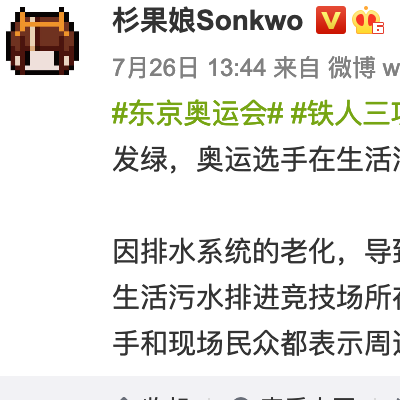 杉果娘Sonkwo
7月26日 13:44 来自 微博 w
#东京奥运会# #铁人三
发绿，奥运选手在生活
因排水系统的老化，导
生活污水排进竞技场所
手和现场民众都表示周